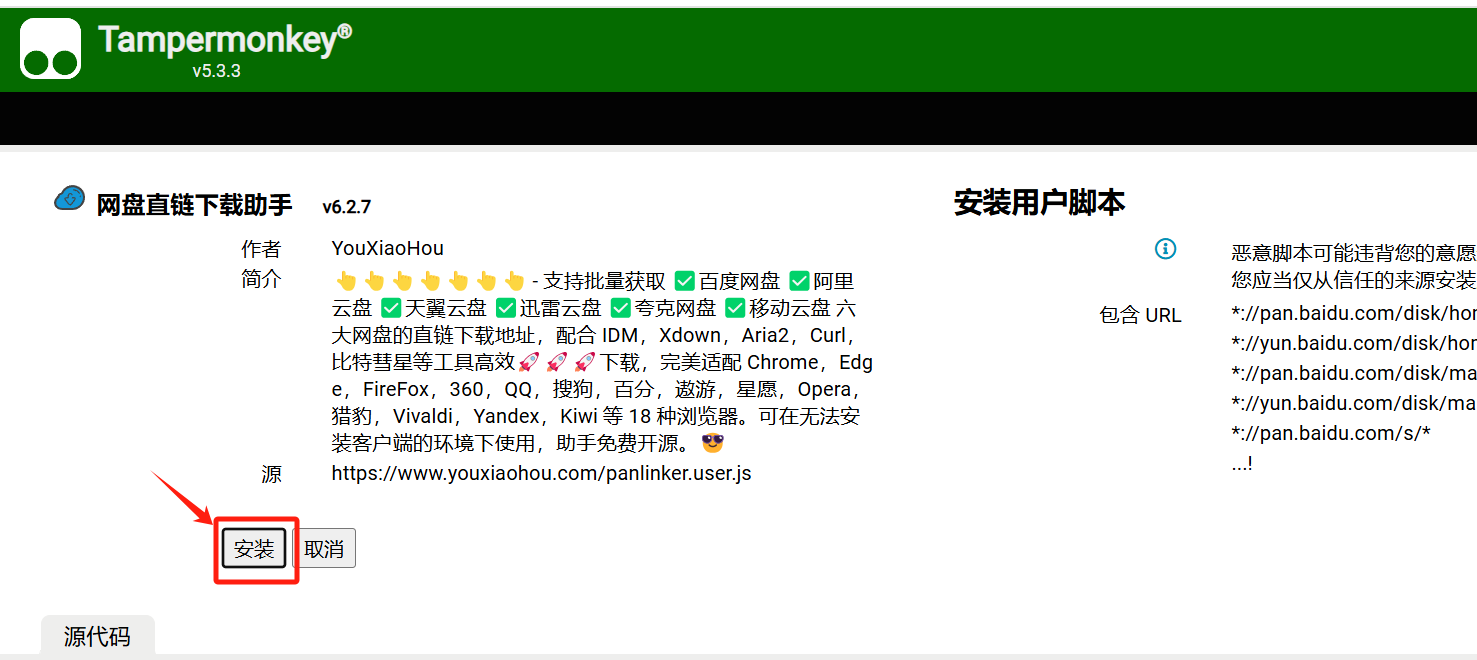 Tampermonkey®
v5.3.3
网盘直链下载助手 v6.2.7
作者 YouXiaoHou
简介 👆👆👆👆👆👆👆 - 支持批量获取 ✅百度网盘 ✅阿里
云盘 ✅天翼云盘 ✅迅雷云盘 ✅夸克网盘 ✅移动云盘 六
大网盘的直链下载地址，配合 IDM，Xdown，Aria2，Curl，
比特彗星等工具高效🚀🚀🚀下载，完美适配 Chrome，Edg
e，FireFox，360，QQ，搜狗，百分，遨游，星愿，Opera，
猎豹，Vivaldi，Yandex，Kiwi 等 18 种浏览器。可在无法安
装客户端的环境下使用，助手免费开源。😎
源 https://www.youxiaohou.com/panlinker.user.js
安装 取消
安装用户脚本
恶意脚本可能违背您的意愿
您应当仅从信任的来源安装
包含 URL *://pan.baidu.com/disk/hor
*://yun.baidu.com/disk/hor
*://pan.baidu.com/disk/ma
*://yun.baidu.com/disk/ma
*://pan.baidu.com/s/*
...!
源代码